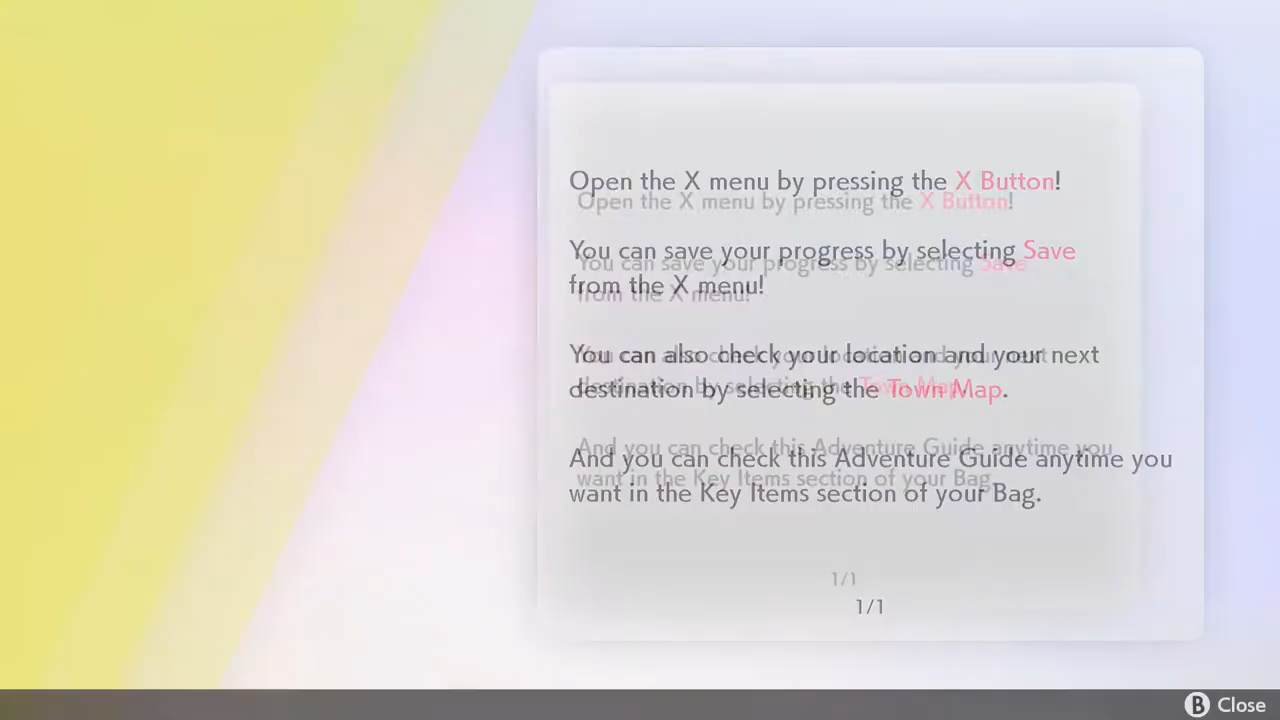 Open the X menu by pressing the X Button!
You can save your progress by selecting Save
from the X menu!
You can also check your location and your next
destination by selecting the Town Map.
And you can check this Adventure Guide anytime you
want in the Key Items section of your Bag.
1/1
B Close